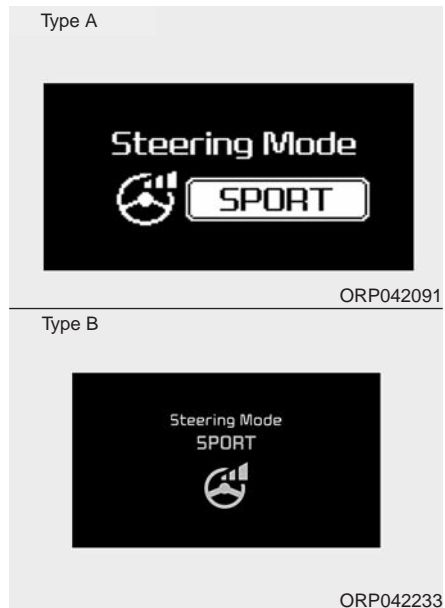 Type A
Steering Mode
SPORT
ORP042091
Type B
Steering Mode
SPORT
ORP042233